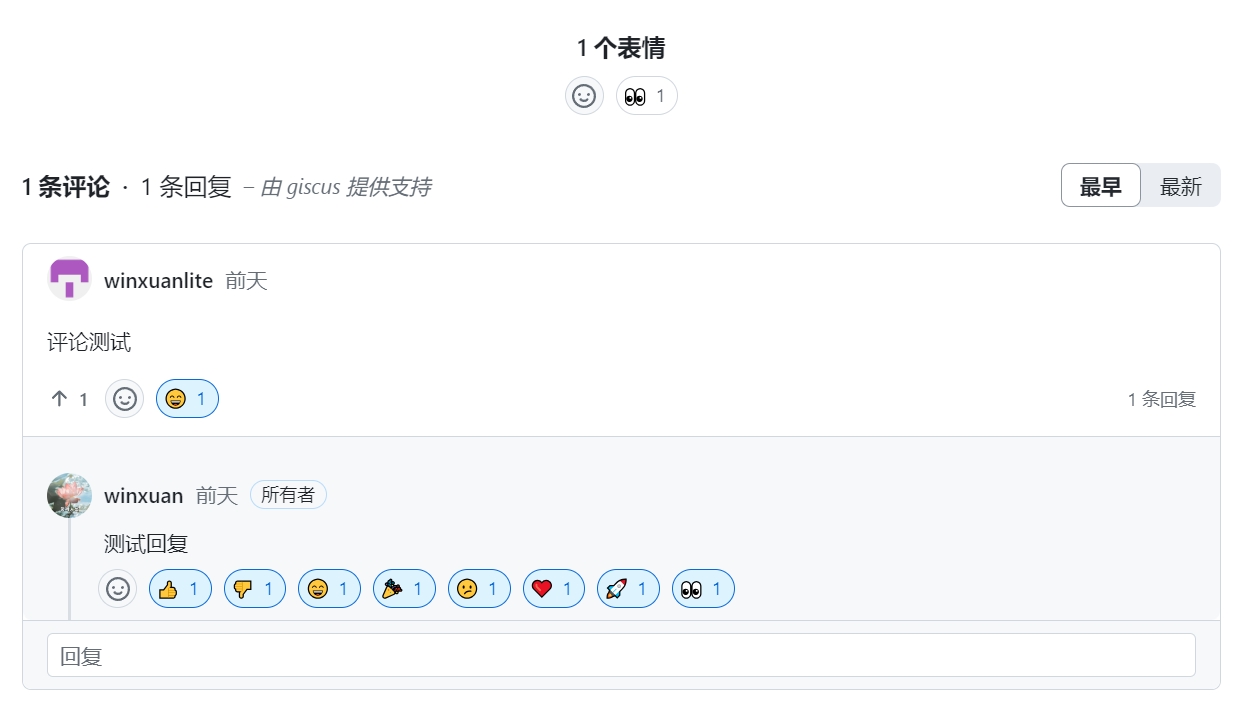 1 个表情
1
1 条评论 · 1 条回复 – 由 giscus 提供支持
最早 最新
winxuanlite 前天
评论测试
1 1 1 条回复
winxuan 前天 所有者
测试回复
1 1 1 1 1 1 1 1
回复